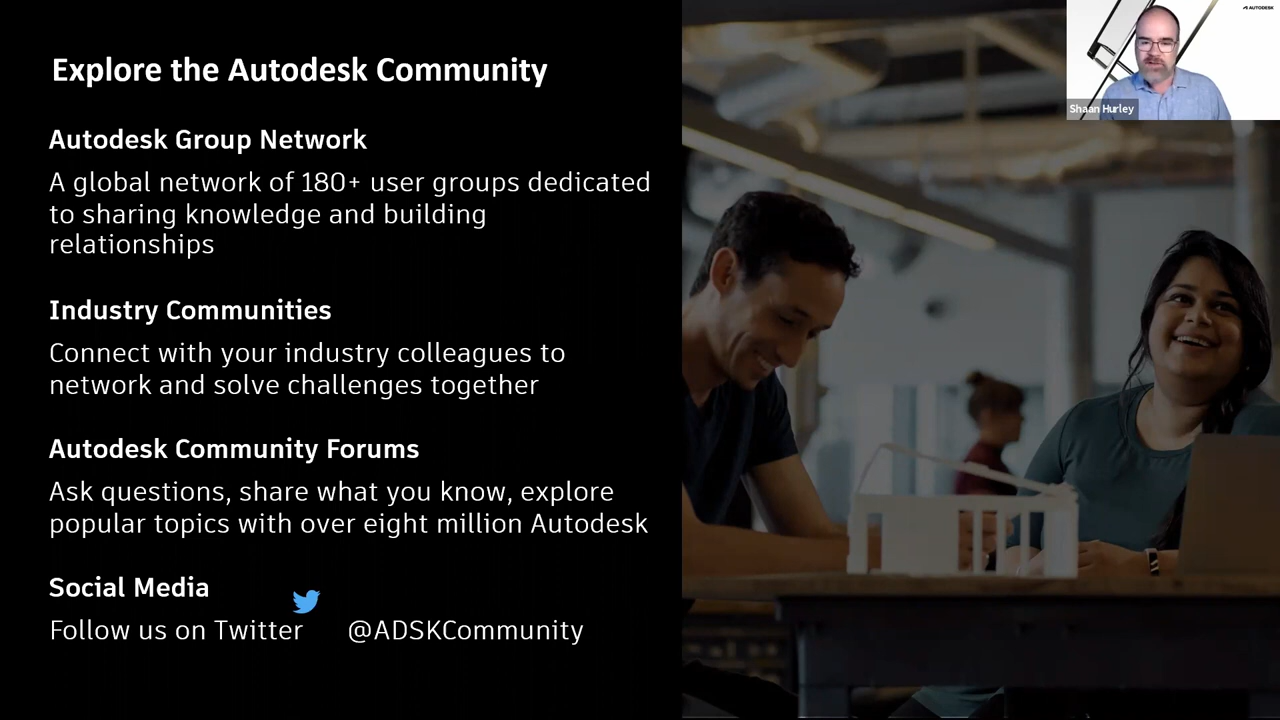 Explore the Autodesk Community
Autodesk Group Network
A global network of 180+ user groups dedicated
to sharing knowledge and building
relationships
Industry Communities
Connect with your industry colleagues to
network and solve challenges together
Autodesk Community Forums
Ask questions, share what you know, explore
popular topics with over eight million Autodesk
Social Media
Follow us on Twitter @ADSKCommunity
AUTODESK
Shaan Hurley